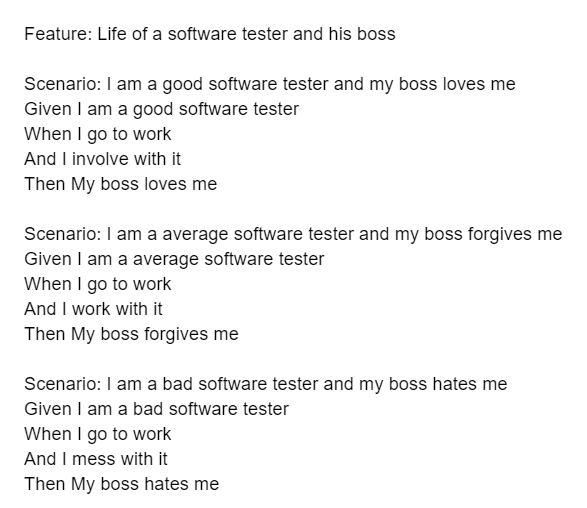 Feature: Life of a software tester and his boss
Scenario: I am a good software tester and my boss loves me
Given I am a good software tester
When I go to work
And I involve with it
Then My boss loves me
Scenario: I am a average software tester and my boss forgives me
Given I am a average software tester
When I go to work
And I work with it
Then My boss forgives me
Scenario: I am a bad software tester and my boss hates me
Given I am a bad software tester
When I go to work
And I mess with it
Then My boss hates me